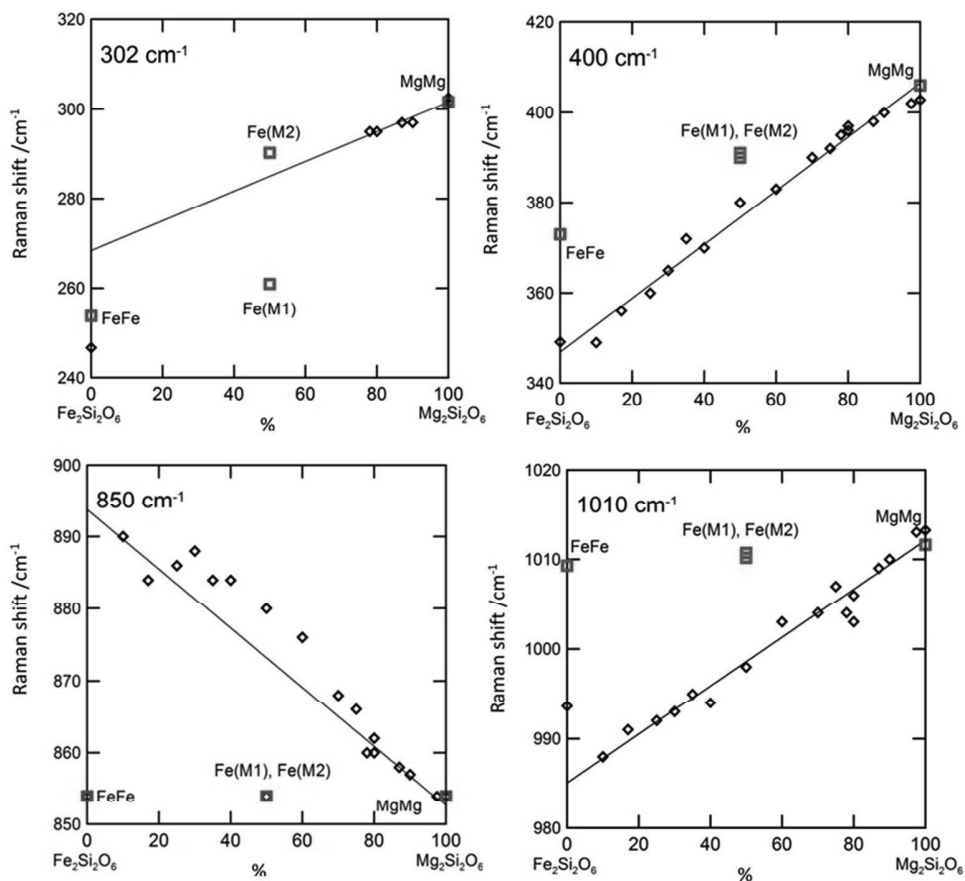 302 cm-1
Raman shift /cm-1
320
300
280
260
240
MgMg
Fe(M2)
Fe(M1)
FeFe
0 20 40 60 80 100
Fe2Si2O6 % Mg2Si2O6
400 cm-1
Raman shift /cm-1
420
400
380
360
340
MgMg
Fe(M1), Fe(M2)
FeFe
0 20 40 60 80 100
Fe2Si2O6 % Mg2Si2O6
850 cm-1
Raman shift /cm-1
900
890
880
870
860
850
Fe(M1), Fe(M2)
FeFe
MgMg
0 20 40 60 80 100
Fe2Si2O6 % Mg2Si2O6
1010 cm-1
Raman shift /cm-1
1020
1010
1000
990
980
MgMg
Fe(M1), Fe(M2)
FeFe
0 20 40 60 80 100
Fe2Si2O6 % Mg2Si2O6